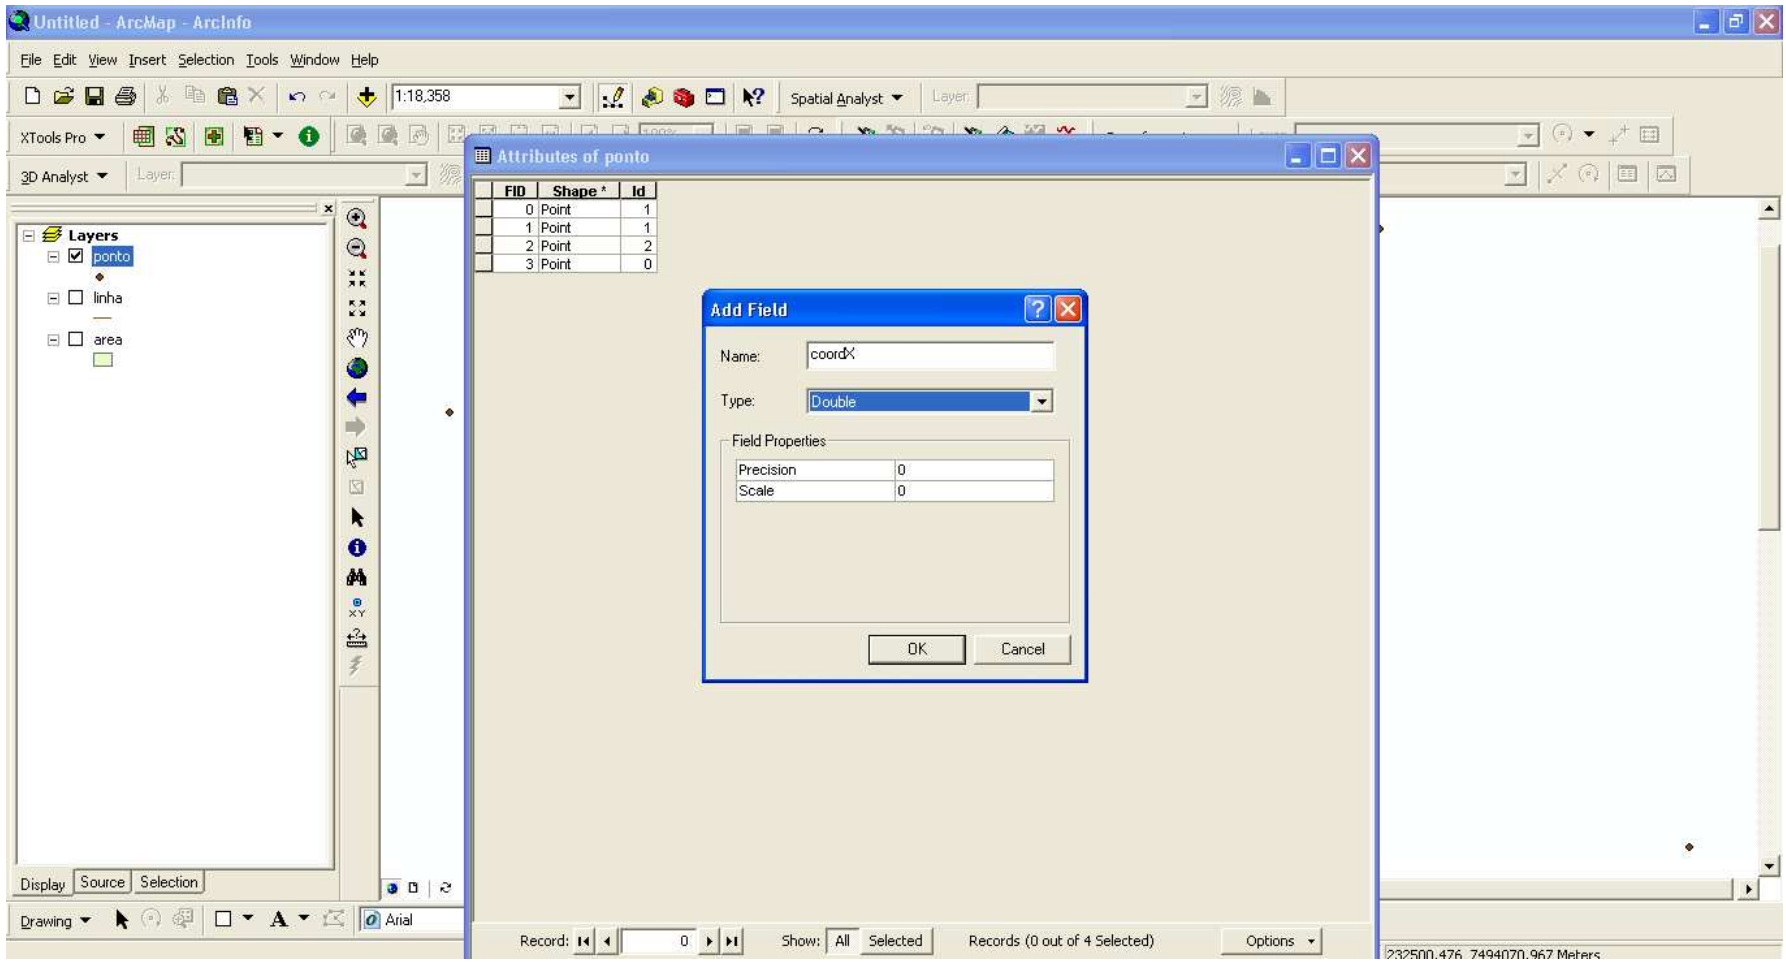 Untitled - ArcMap - ArcInfo
File Edit View Insert Selection Tools Window Help
1:18,358
Spatial Analyst
Layer:
XTools Pro
100%
3D Analyst
Layer:
Attributes of ponto
FID Shape * Id
0 Point 1
1 Point 1
2 Point 2
3 Point 0
Layers
ponto
linha
area
Add Field
Name: coordX
Type: Double
Field Properties
Precision 0
Scale 0
OK Cancel
XY
Display Source Selection
Drawing A Arial
Record: 0 Show: All Selected Records (0 out of 4 Selected) Options
232500,476 7494070,967 Meters